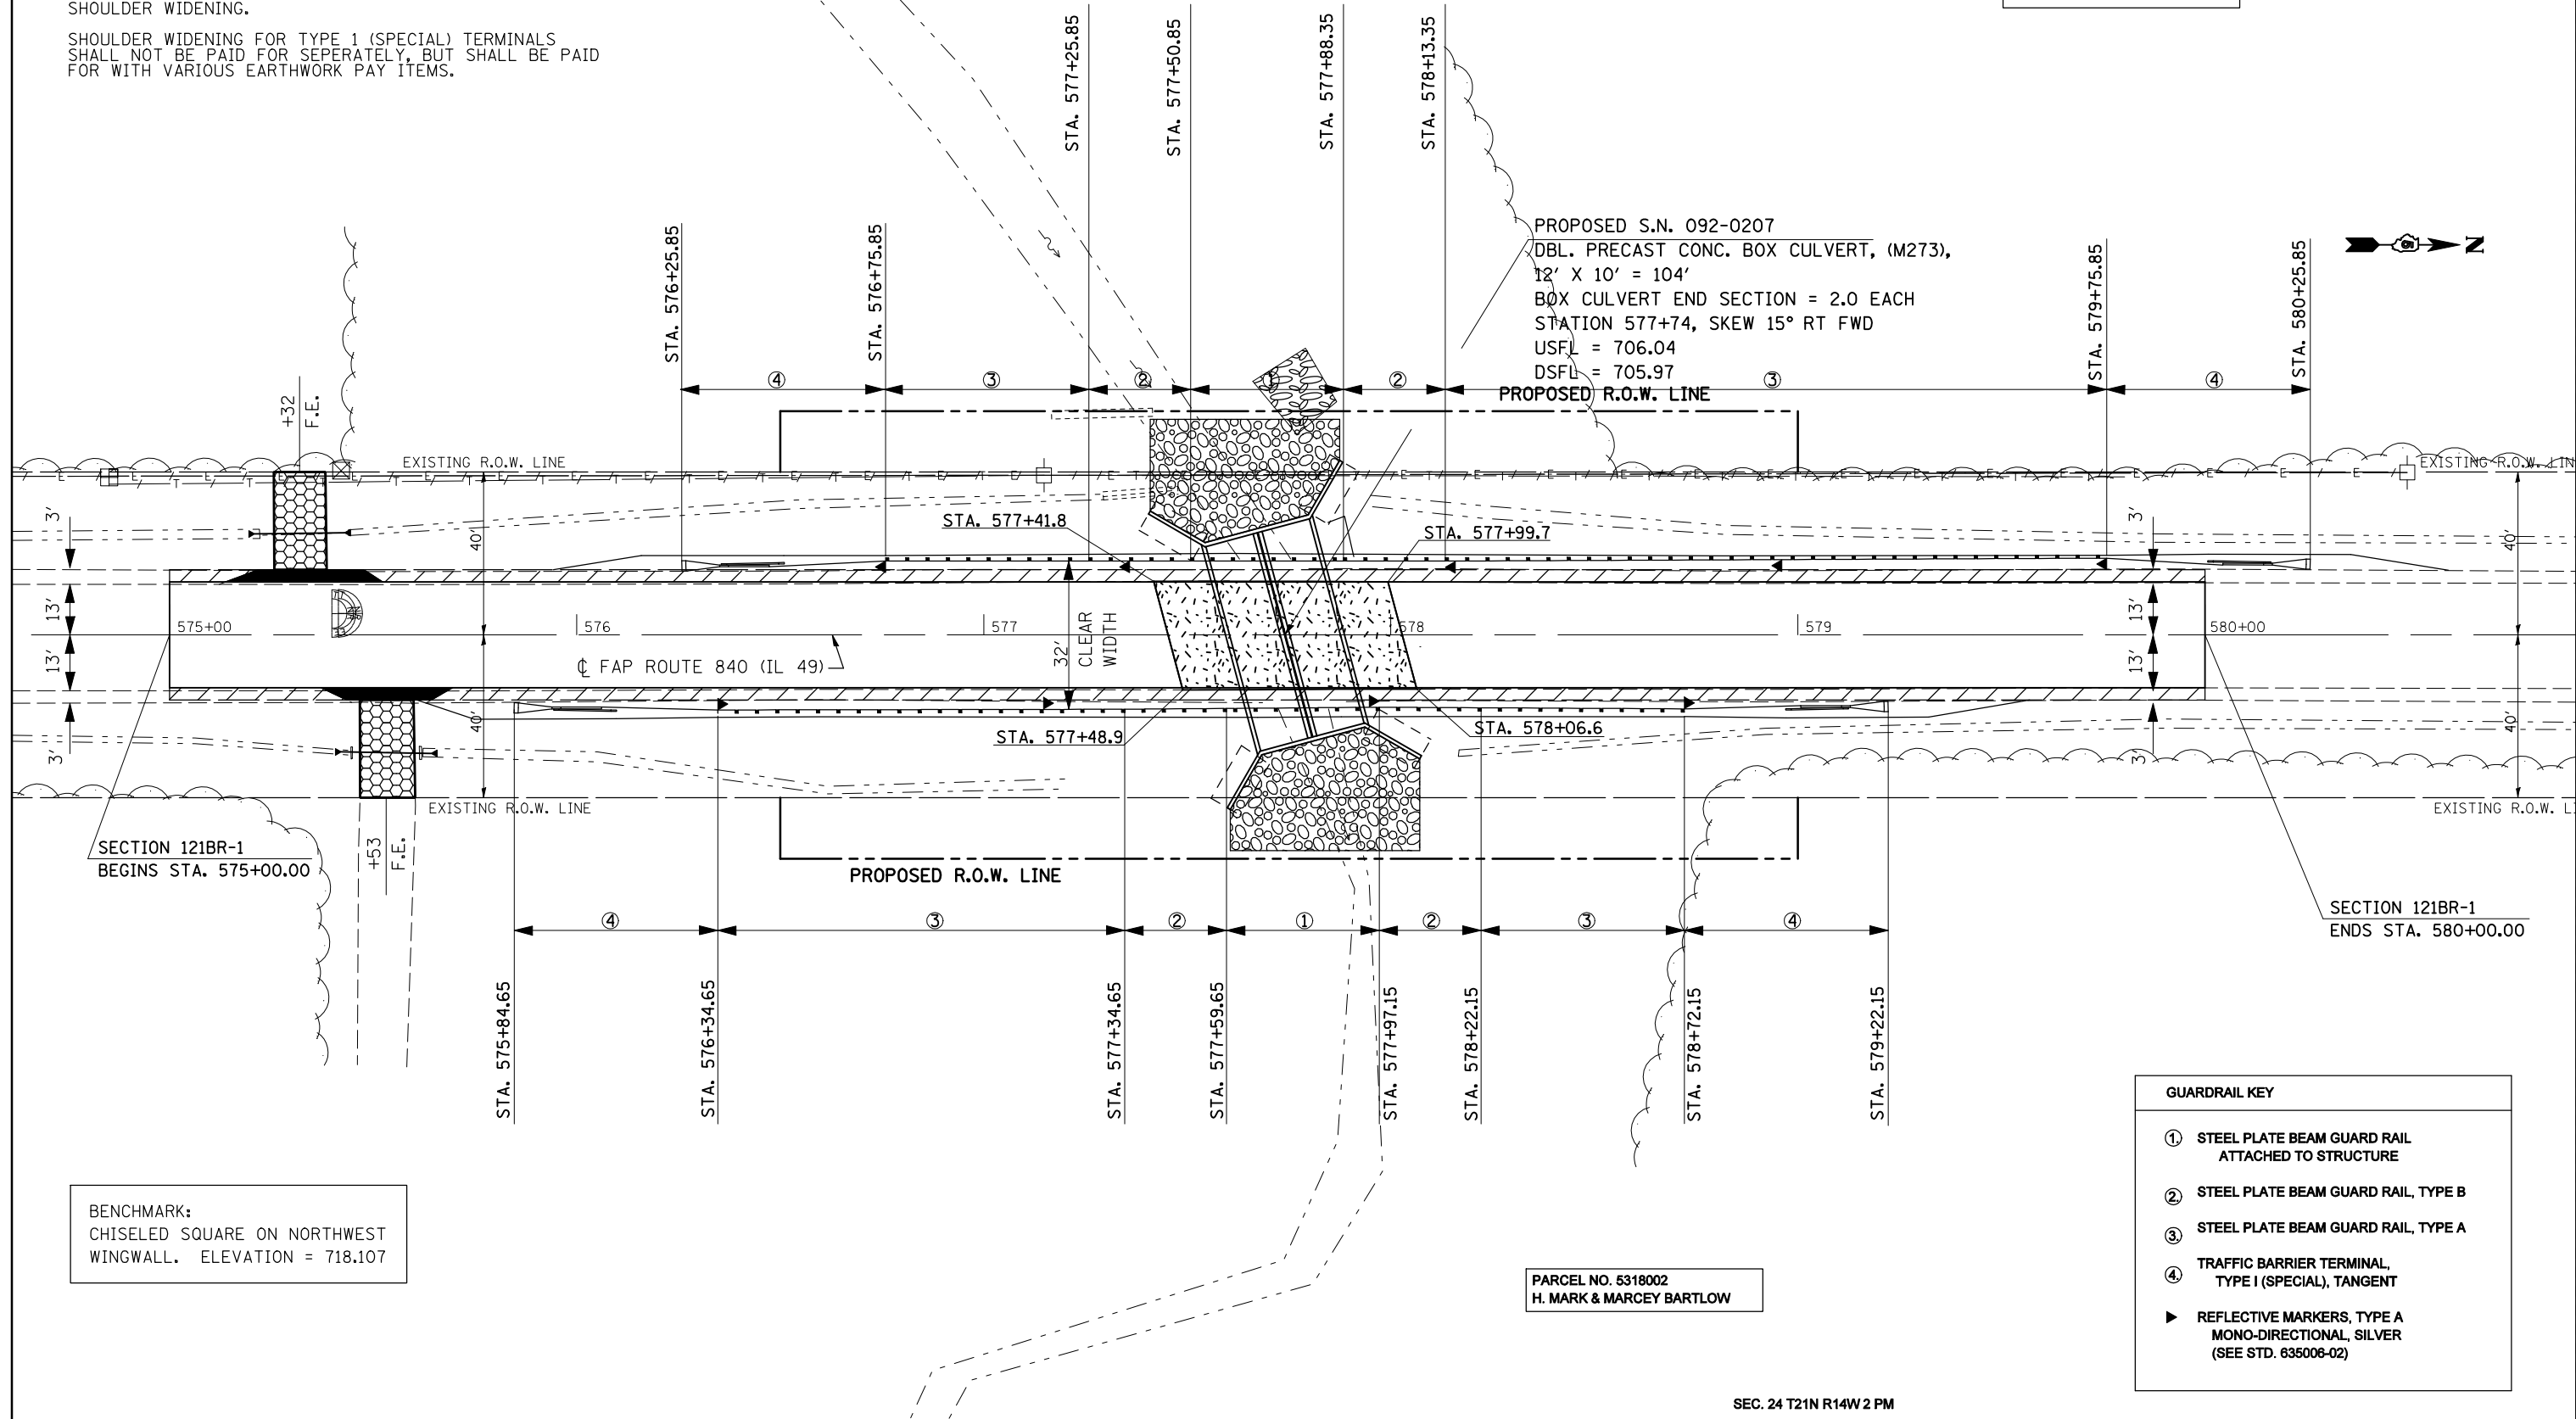 SHOULDER WIDENING.
SHOULDER WIDENING FOR TYPE 1 (SPECIAL) TERMINALS
SHALL NOT BE PAID FOR SEPERATELY, BUT SHALL BE PAID
FOR WITH VARIOUS EARTHWORK PAY ITEMS.
STA. 577+25.85
STA. 577+50.85
STA. 577+88.35
STA. 578+13.35
STA. 576+25.85
STA. 576+75.85
STA. 579+75.85
STA. 580+25.85
PROPOSED S.N. 092-0207
DBL. PRECAST CONC. BOX CULVERT, (M273),
12' X 10' = 104'
BOX CULVERT END SECTION = 2.0 EACH
STATION 577+74, SKEW 15° RT FWD
USFL = 706.04
DSFL = 705.97
PROPOSED R.O.W. LINE
N
④ ③ ② ① ② ③ ④
+32
F.E.
EXISTING R.O.W. LINE
EXISTING R.O.W. LIN
STA. 577+41.8
STA. 577+99.7
3'
40'
3'
40'
13'
13'
575+00
576
577
578
579
580+00
℄ FAP ROUTE 840 (IL 49)
32'
CLEAR
WIDTH
13'
13'
STA. 577+48.9
STA. 578+06.6
3'
40'
3'
40'
EXISTING R.O.W. LINE
EXISTING R.O.W. LI
SECTION 121BR-1
BEGINS STA. 575+00.00
+53
F.E.
PROPOSED R.O.W. LINE
SECTION 121BR-1
ENDS STA. 580+00.00
④ ③ ② ① ② ③ ④
STA. 575+84.65
STA. 576+34.65
STA. 577+34.65
STA. 577+59.65
STA. 577+97.15
STA. 578+22.15
STA. 578+72.15
STA. 579+22.15
BENCHMARK:
CHISELED SQUARE ON NORTHWEST
WINGWALL. ELEVATION = 718.107
PARCEL NO. 5318002
H. MARK & MARCEY BARTLOW
GUARDRAIL KEY
①. STEEL PLATE BEAM GUARD RAIL
ATTACHED TO STRUCTURE
②. STEEL PLATE BEAM GUARD RAIL, TYPE B
③. STEEL PLATE BEAM GUARD RAIL, TYPE A
④. TRAFFIC BARRIER TERMINAL,
TYPE I (SPECIAL), TANGENT
REFLECTIVE MARKERS, TYPE A
MONO-DIRECTIONAL, SILVER
(SEE STD. 635006-02)
SEC. 24 T21N R14W 2 PM